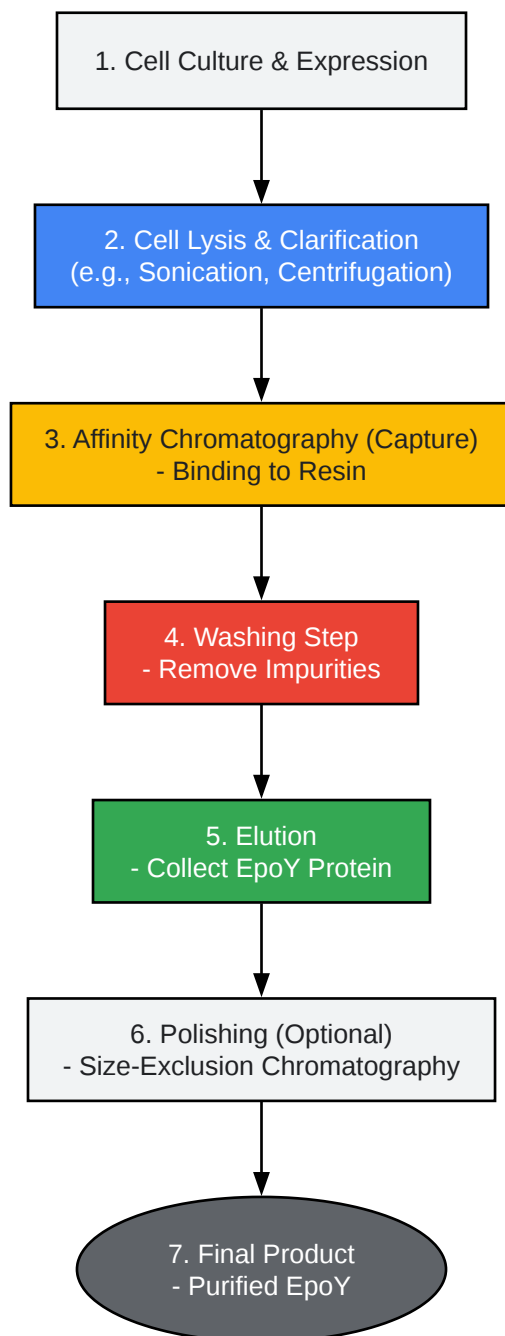 1. Cell Culture & Expression
2. Cell Lysis & Clarification
(e.g., Sonication, Centrifugation)
3. Affinity Chromatography (Capture)
- Binding to Resin
4. Washing Step
- Remove Impurities
5. Elution
- Collect EpoY Protein
6. Polishing (Optional)
- Size-Exclusion Chromatography
7. Final Product
- Purified EpoY